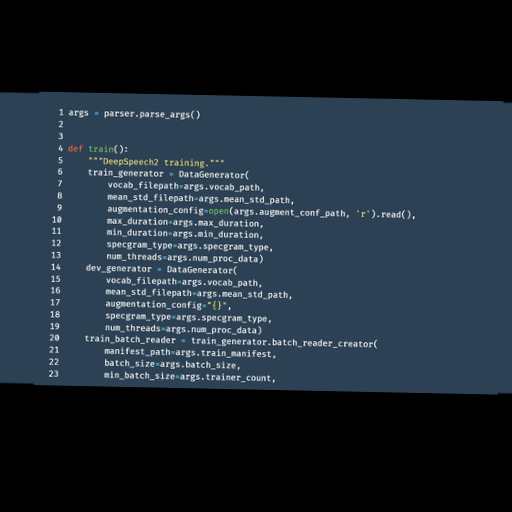 1 args = parser.parse_args()
2
3
4 def train():
5     """DeepSpeech2 training."""
6     train_generator = DataGenerator(
7         vocab_filepath=args.vocab_path,
8         mean_std_filepath=args.mean_std_path,
9         augmentation_config=open(args.augment_conf_path, 'r').read(),
10         max_duration=args.max_duration,
11         min_duration=args.min_duration,
12         specgram_type=args.specgram_type,
13         num_threads=args.num_proc_data)
14     dev_generator = DataGenerator(
15         vocab_filepath=args.vocab_path,
16         mean_std_filepath=args.mean_std_path,
17         augmentation_config="{}",
18         specgram_type=args.specgram_type,
19         num_threads=args.num_proc_data)
20     train_batch_reader = train_generator.batch_reader_creator(
21         manifest_path=args.train_manifest,
22         batch_size=args.batch_size,
23         min_batch_size=args.trainer_count,